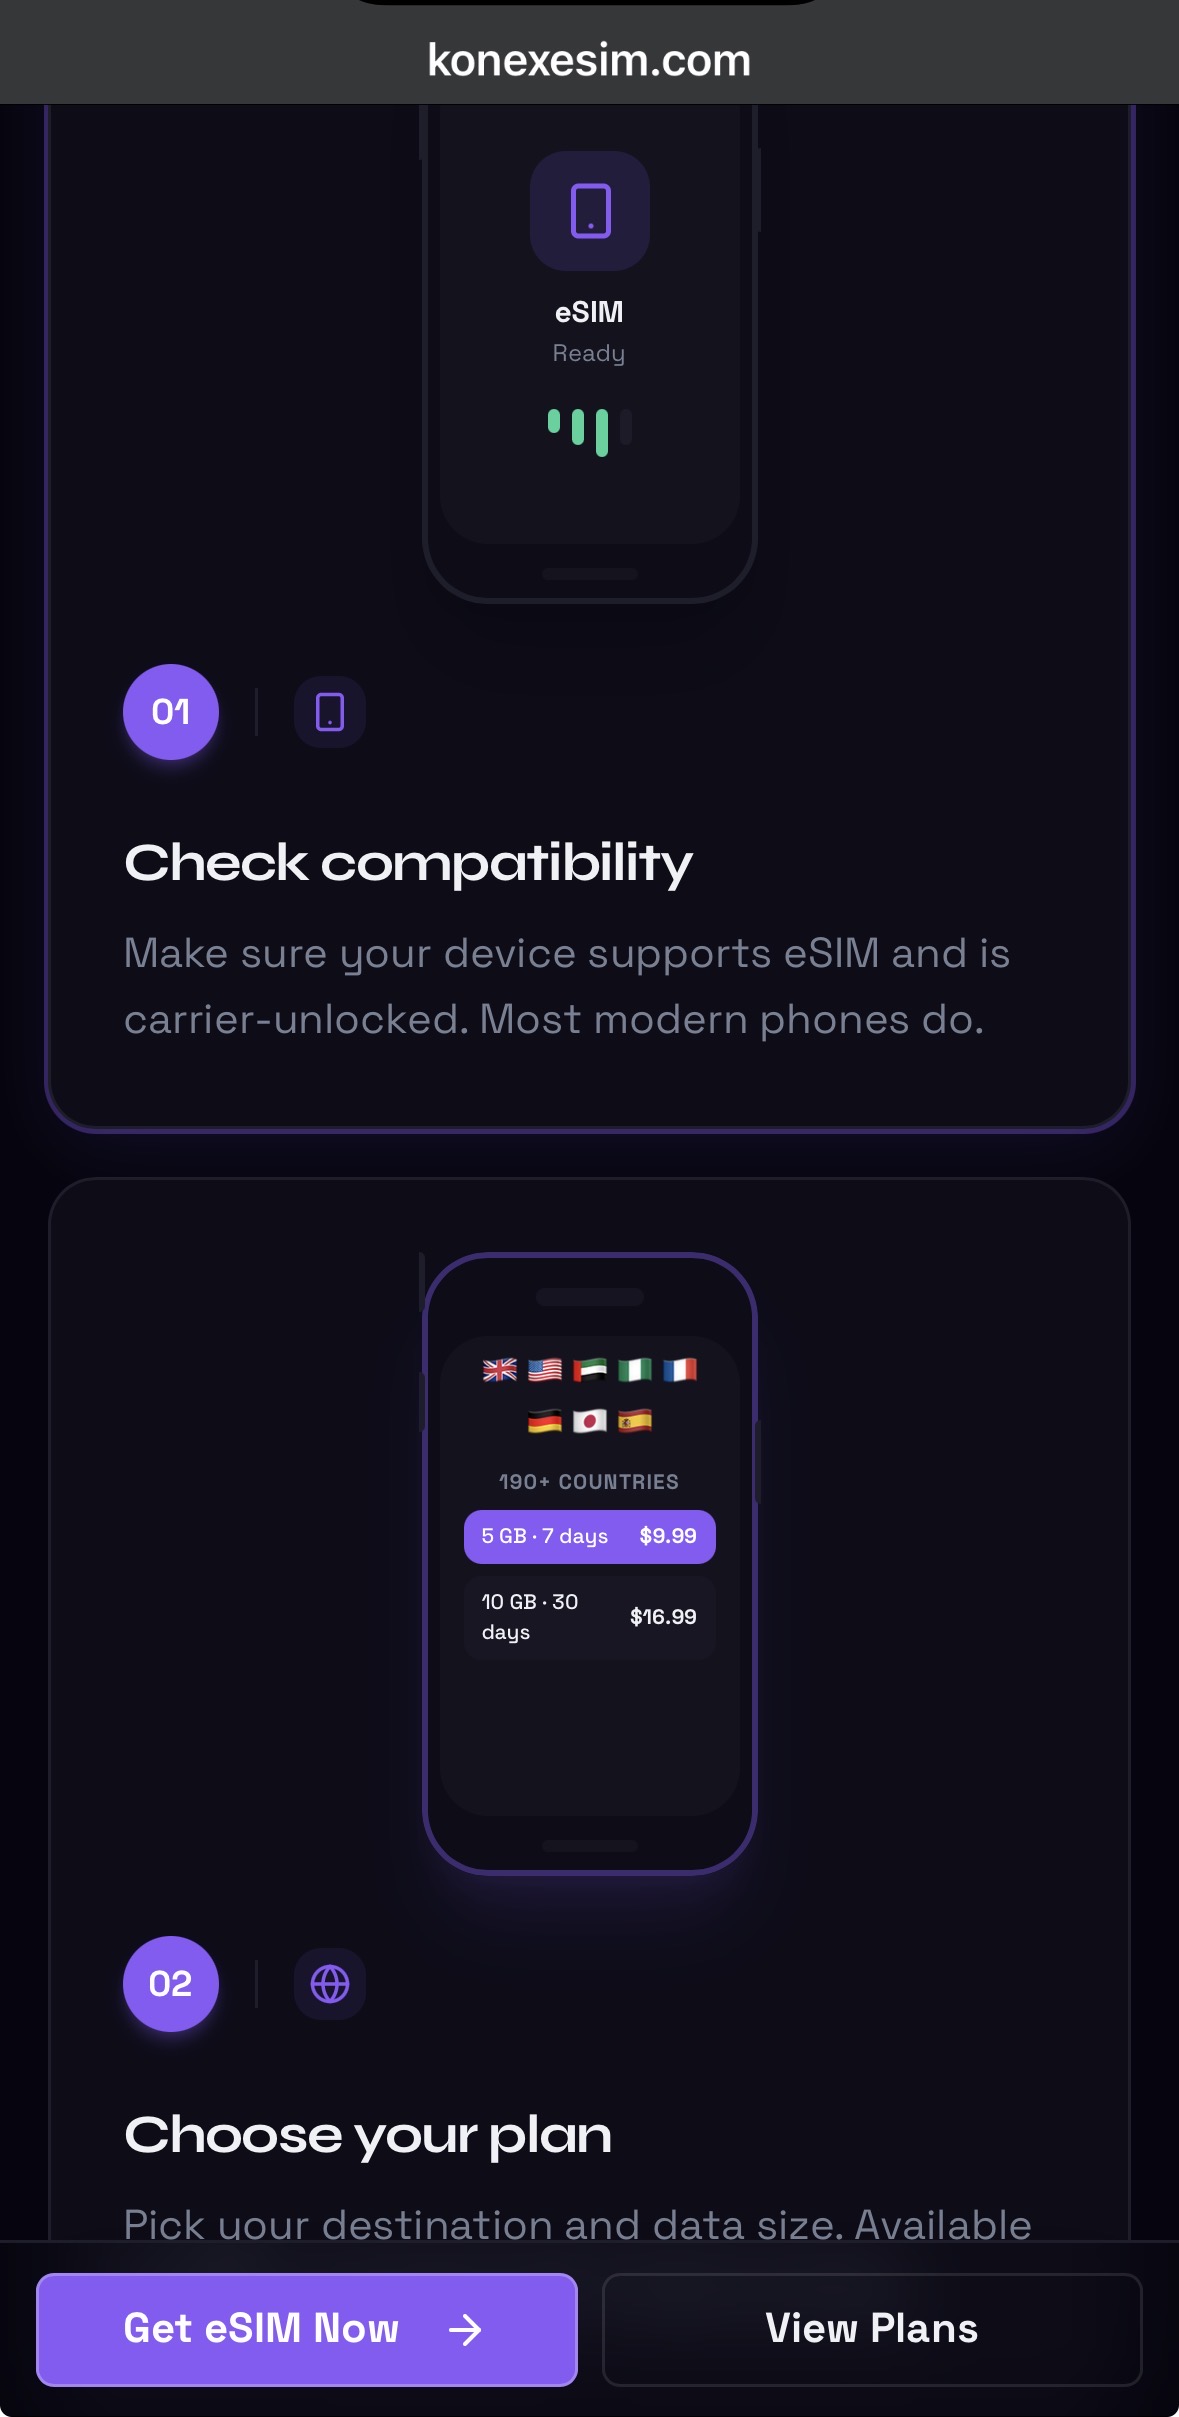 konexesim.com
eSIM
Ready
01
Check compatibility
Make sure your device supports eSIM and is
carrier-unlocked. Most modern phones do.
190+ COUNTRIES
5 GB · 7 days $9.99
10 GB · 30
days
$16.99
02
Choose your plan
Pick your destination and data size. Available
Get eSIM Now →
View Plans